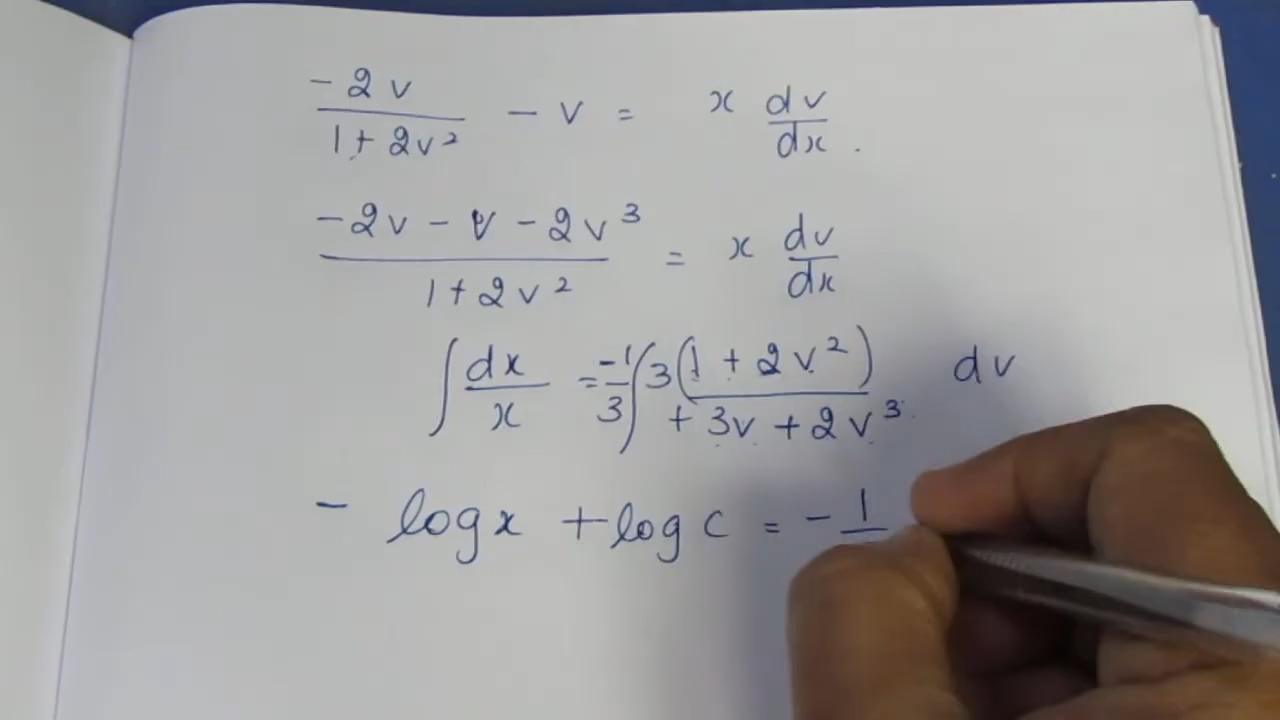 -2v/(1+2v²) - v = x dv/dx .
(-2v - v - 2v³)/(1+2v²) = x dv/dx
∫ dx/x = -1/3 ∫ 3(1+2v²)/(+3v+2v³) dv
- log x + log c = - 1